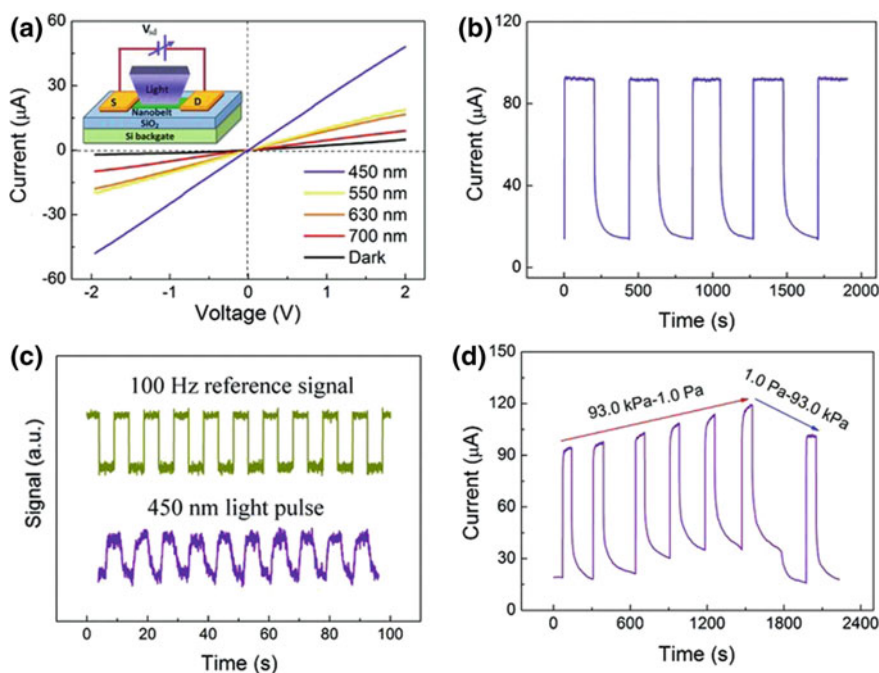 (a)
60
30
0
-30
-60
Current (μA)
Light
S
D
Nanobelt
SiO₂
Si backgate
450 nm
550 nm
630 nm
700 nm
Dark
-2
-1
0
1
2
Voltage (V)
(b)
120
80
40
0
Current (μA)
0
500
1000
1500
2000
Time (s)
(c)
100 Hz reference signal
450 nm light pulse
Signal (a.u.)
0
20
40
60
80
100
Time (s)
(d)
150
120
90
60
30
0
Current (μA)
93.0 kPa-1.0 Pa
1.0 Pa-93.0 kPa
0
600
1200
1800
2400
Time (s)